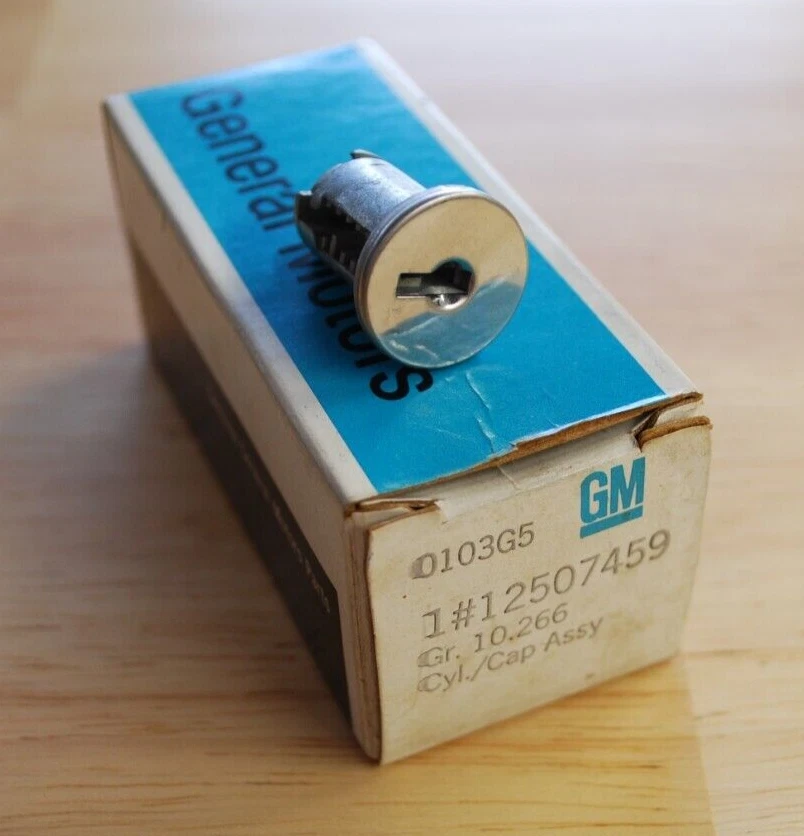 General Motors
GM
0103G5
1#12507459
Gr. 10.266
Cyl./Cap Assy